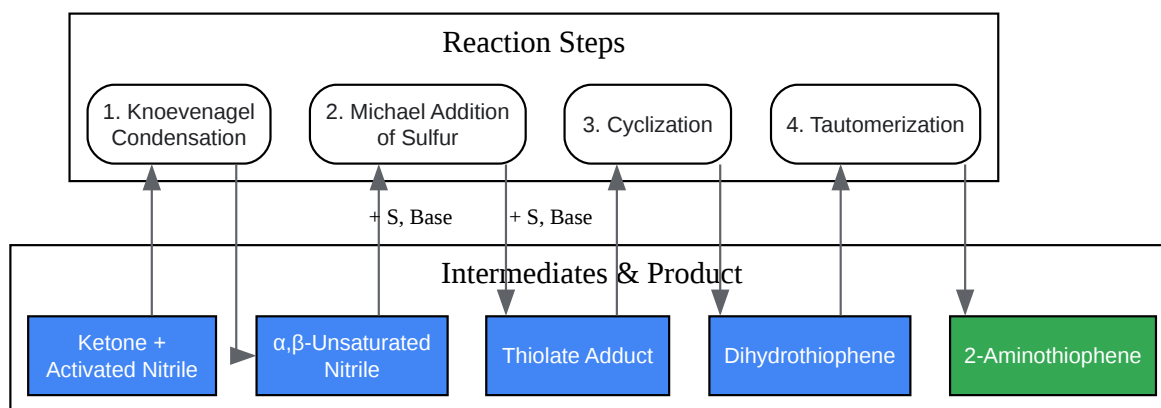 Reaction Steps
1. Knoevenagel
Condensation
2. Michael Addition
of Sulfur
3. Cyclization
4. Tautomerization
+ S, Base
+ S, Base
Intermediates & Product
Ketone +
Activated Nitrile
α,β-Unsaturated
Nitrile
Thiolate Adduct
Dihydrothiophene
2-Aminothiophene